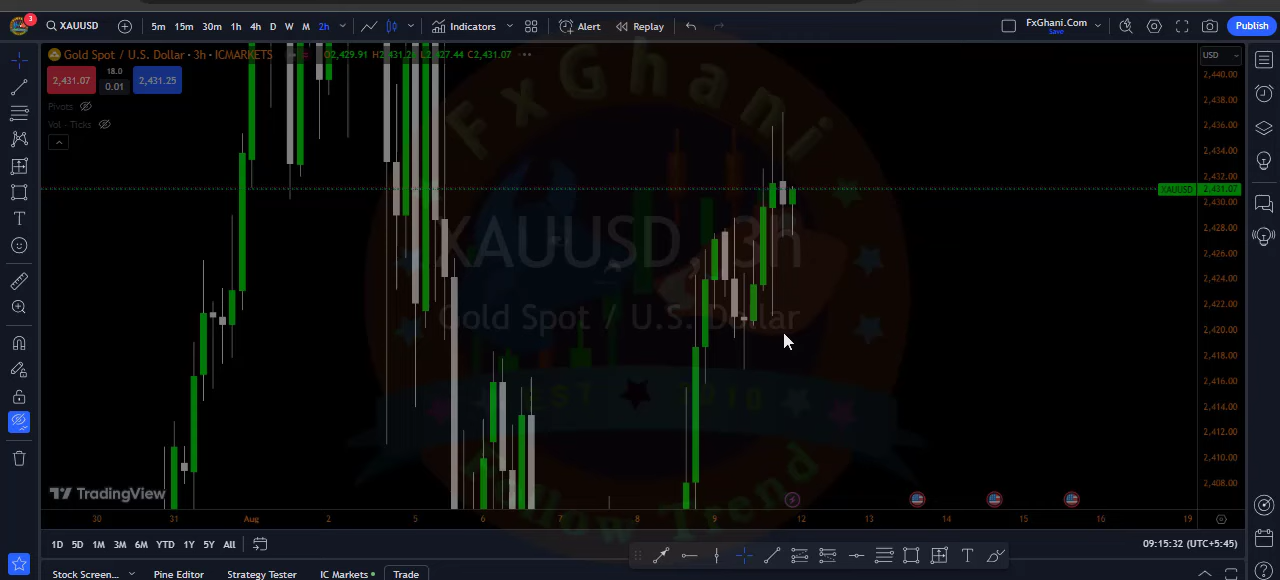 3
XAUUSD
5m 15m 30m 1h 4h D W M 2h
Indicators
Alert
Replay
FxGhani.Com
Save
Publish
Gold Spot / U.S. Dollar · 3h · ICMARKETS
2,431.07
18.0
0.01
2,431.25
Pivots
Vol · Ticks
USD
2,440.00
2,438.00
2,436.00
2,434.00
2,432.00
XAUUSD 2,431.07
2,430.00
2,428.00
2,426.00
2,424.00
2,422.00
2,420.00
2,418.00
2,416.00
2,414.00
2,412.00
2,410.00
2,408.00
FxGhani
XAUUSD, 3h
Gold Spot / U.S. Dollar
EST 2010
Follow Trend
TradingView
30 31 Aug 2 5 6 7 8 9 12 13 14 15 16 19
1D 5D 1M 3M 6M YTD 1Y 5Y All
09:15:32 (UTC+5:45)
Stock Screen... Pine Editor Strategy Tester IC Markets Trade